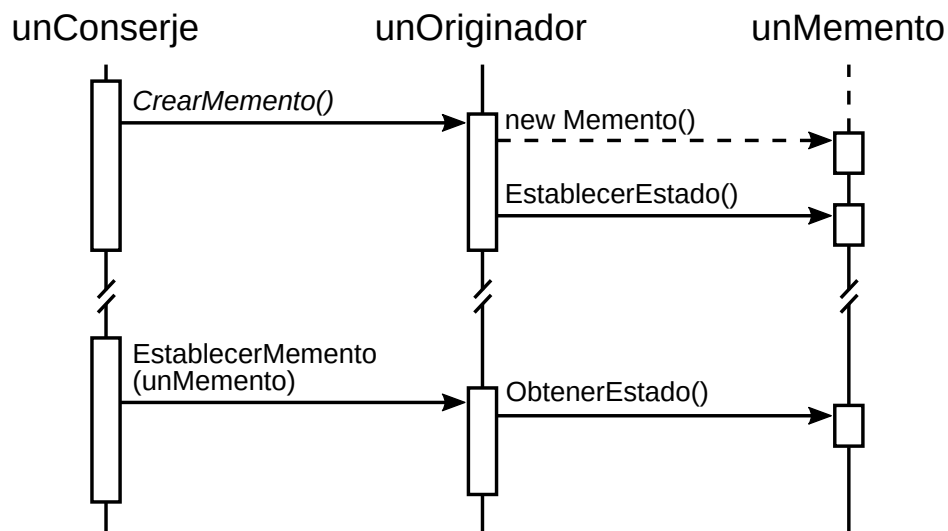 unConserje unOriginador unMemento
CrearMemento()
new Memento()
EstablecerEstado()
EstablecerMemento
(unMemento)
ObtenerEstado()